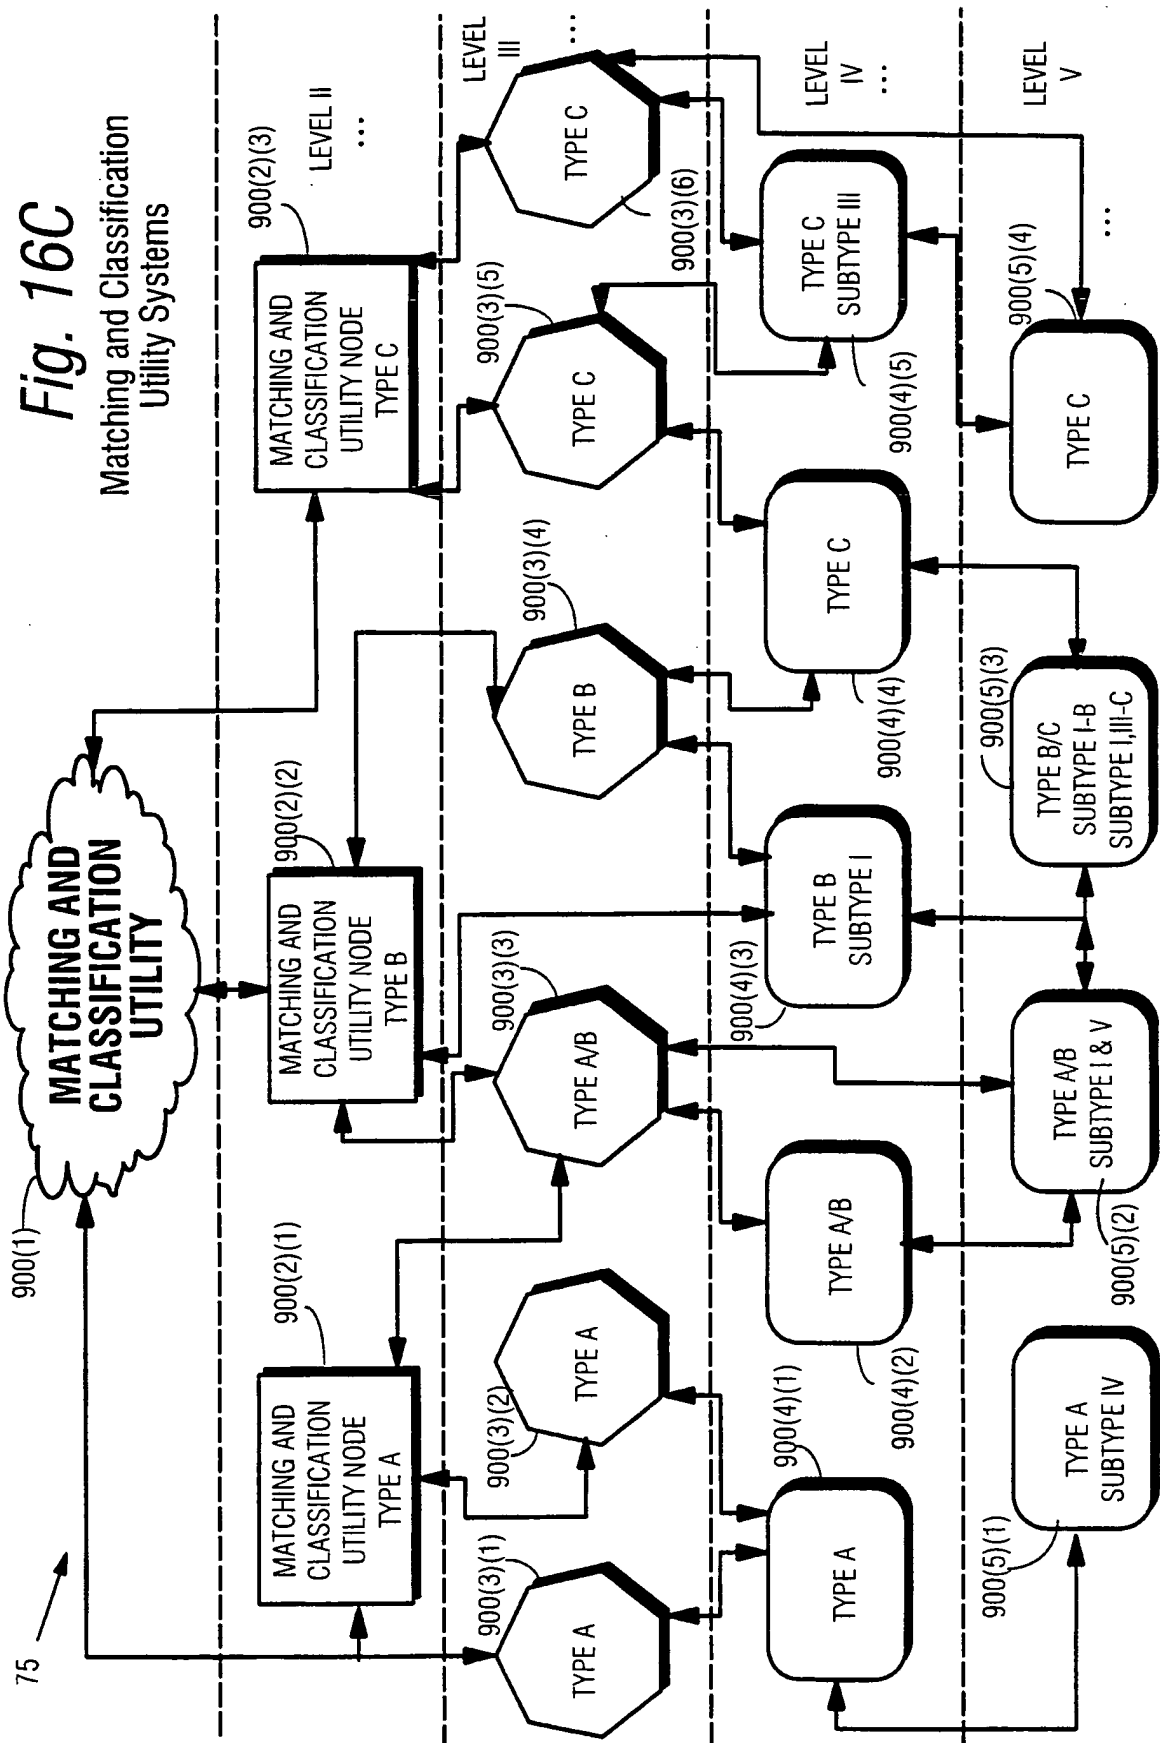 Fig. 16C
Matching and Classification
Utility Systems
75
900(1)
MATCHING AND
CLASSIFICATION
UTILITY
900(2)(1)
MATCHING AND
CLASSIFICATION
UTILITY NODE
TYPE A
900(2)(2)
MATCHING AND
CLASSIFICATION
UTILITY NODE
TYPE B
900(2)(3)
MATCHING AND
CLASSIFICATION
UTILITY NODE
TYPE C
LEVEL II
...
900(3)(1)
TYPE A
900(3)(2)
TYPE A
900(3)(3)
TYPE A/B
900(3)(4)
TYPE B
900(3)(5)
TYPE C
900(3)(6)
TYPE C
LEVEL
III
...
900(4)(1)
TYPE A
900(4)(2)
TYPE A/B
900(4)(3)
TYPE B
SUBTYPE I
900(4)(4)
TYPE C
900(4)(5)
TYPE C
SUBTYPE III
LEVEL
IV
...
900(5)(1)
TYPE A
SUBTYPE IV
900(5)(2)
TYPE A/B
SUBTYPE I & V
900(5)(3)
TYPE B/C
SUBTYPE I-B
SUBTYPE I,III-C
900(5)(4)
TYPE C
LEVEL
V
...